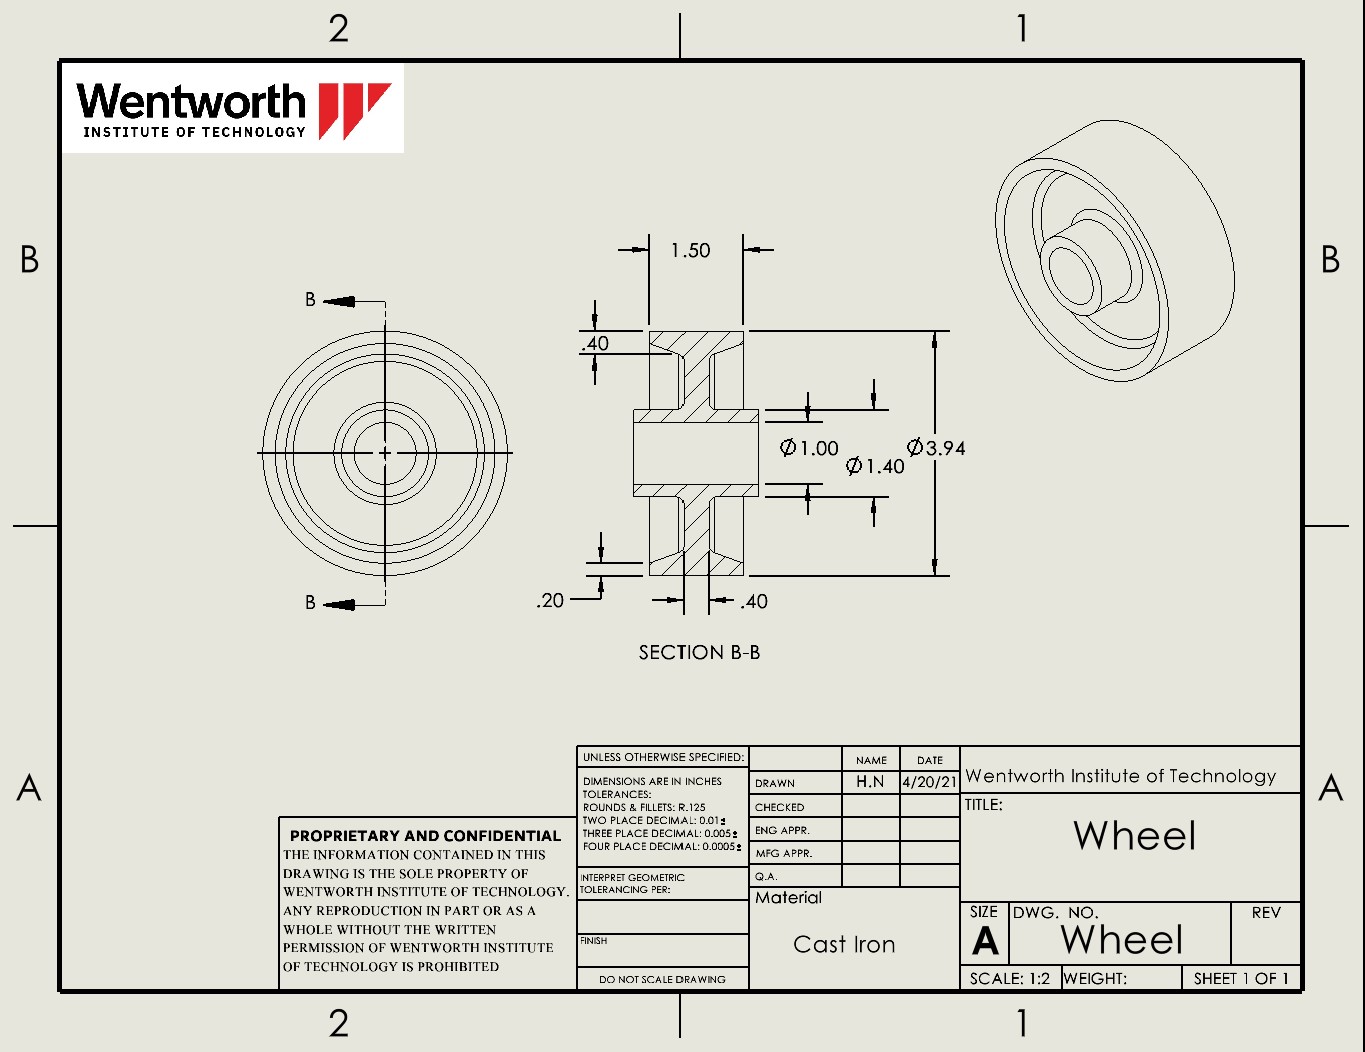 2
1
Wentworth
INSTITUTE OF TECHNOLOGY
B
B
1.50
B
.40
⌀1.00
⌀3.94
⌀1.40
B
.20
.40
SECTION B-B
A
A
UNLESS OTHERWISE SPECIFIED:
DIMENSIONS ARE IN INCHES
TOLERANCES:
ROUNDS & FILLETS: R.125
TWO PLACE DECIMAL: 0.01±
THREE PLACE DECIMAL: 0.005±
FOUR PLACE DECIMAL: 0.0005±
INTERPRET GEOMETRIC
TOLERANCING PER:
FINISH
DO NOT SCALE DRAWING
NAME DATE
DRAWN H.N 4/20/21
CHECKED
ENG APPR.
MFG APPR.
Q.A.
Material
Cast Iron
Wentworth Institute of Technology
TITLE:
Wheel
SIZE DWG. NO. REV
A Wheel
SCALE: 1:2 WEIGHT: SHEET 1 OF 1
PROPRIETARY AND CONFIDENTIAL
THE INFORMATION CONTAINED IN THIS
DRAWING IS THE SOLE PROPERTY OF
WENTWORTH INSTITUTE OF TECHNOLOGY.
ANY REPRODUCTION IN PART OR AS A
WHOLE WITHOUT THE WRITTEN
PERMISSION OF WENTWORTH INSTITUTE
OF TECHNOLOGY IS PROHIBITED
2
1